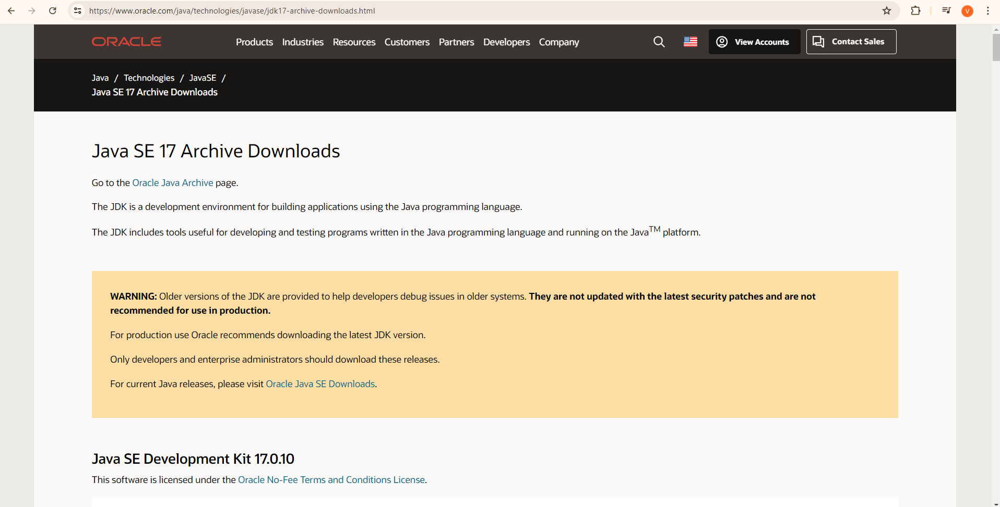 https://www.oracle.com/java/technologies/javase/jdk17-archive-downloads.html
V
ORACLE
Products Industries Resources Customers Partners Developers Company
View Accounts
Contact Sales
Java / Technologies / JavaSE /
Java SE 17 Archive Downloads
Java SE 17 Archive Downloads
Go to the Oracle Java Archive page.
The JDK is a development environment for building applications using the Java programming language.
The JDK includes tools useful for developing and testing programs written in the Java programming language and running on the Java™ platform.
WARNING: Older versions of the JDK are provided to help developers debug issues in older systems. They are not updated with the latest security patches and are not
recommended for use in production.
For production use Oracle recommends downloading the latest JDK version.
Only developers and enterprise administrators should download these releases.
For current Java releases, please visit Oracle Java SE Downloads.
Java SE Development Kit 17.0.10
This software is licensed under the Oracle No-Fee Terms and Conditions License.